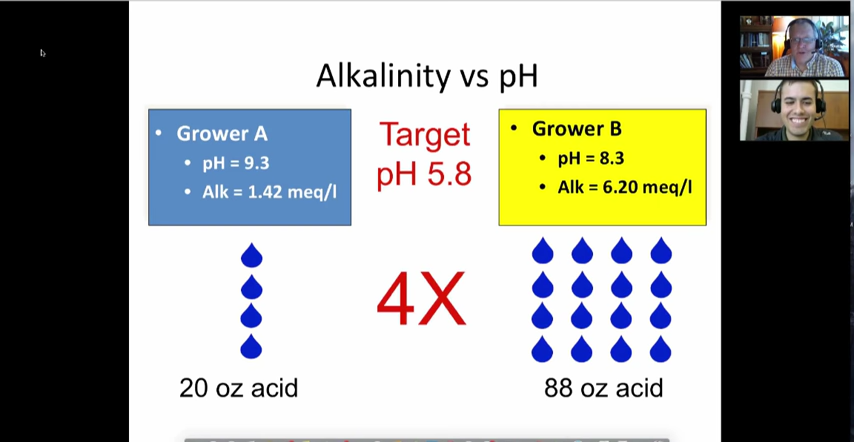 Alkalinity vs pH
• Grower A
• pH = 9.3
• Alk = 1.42 meq/l
Target
pH 5.8
• Grower B
• pH = 8.3
• Alk = 6.20 meq/l
4X
20 oz acid
88 oz acid